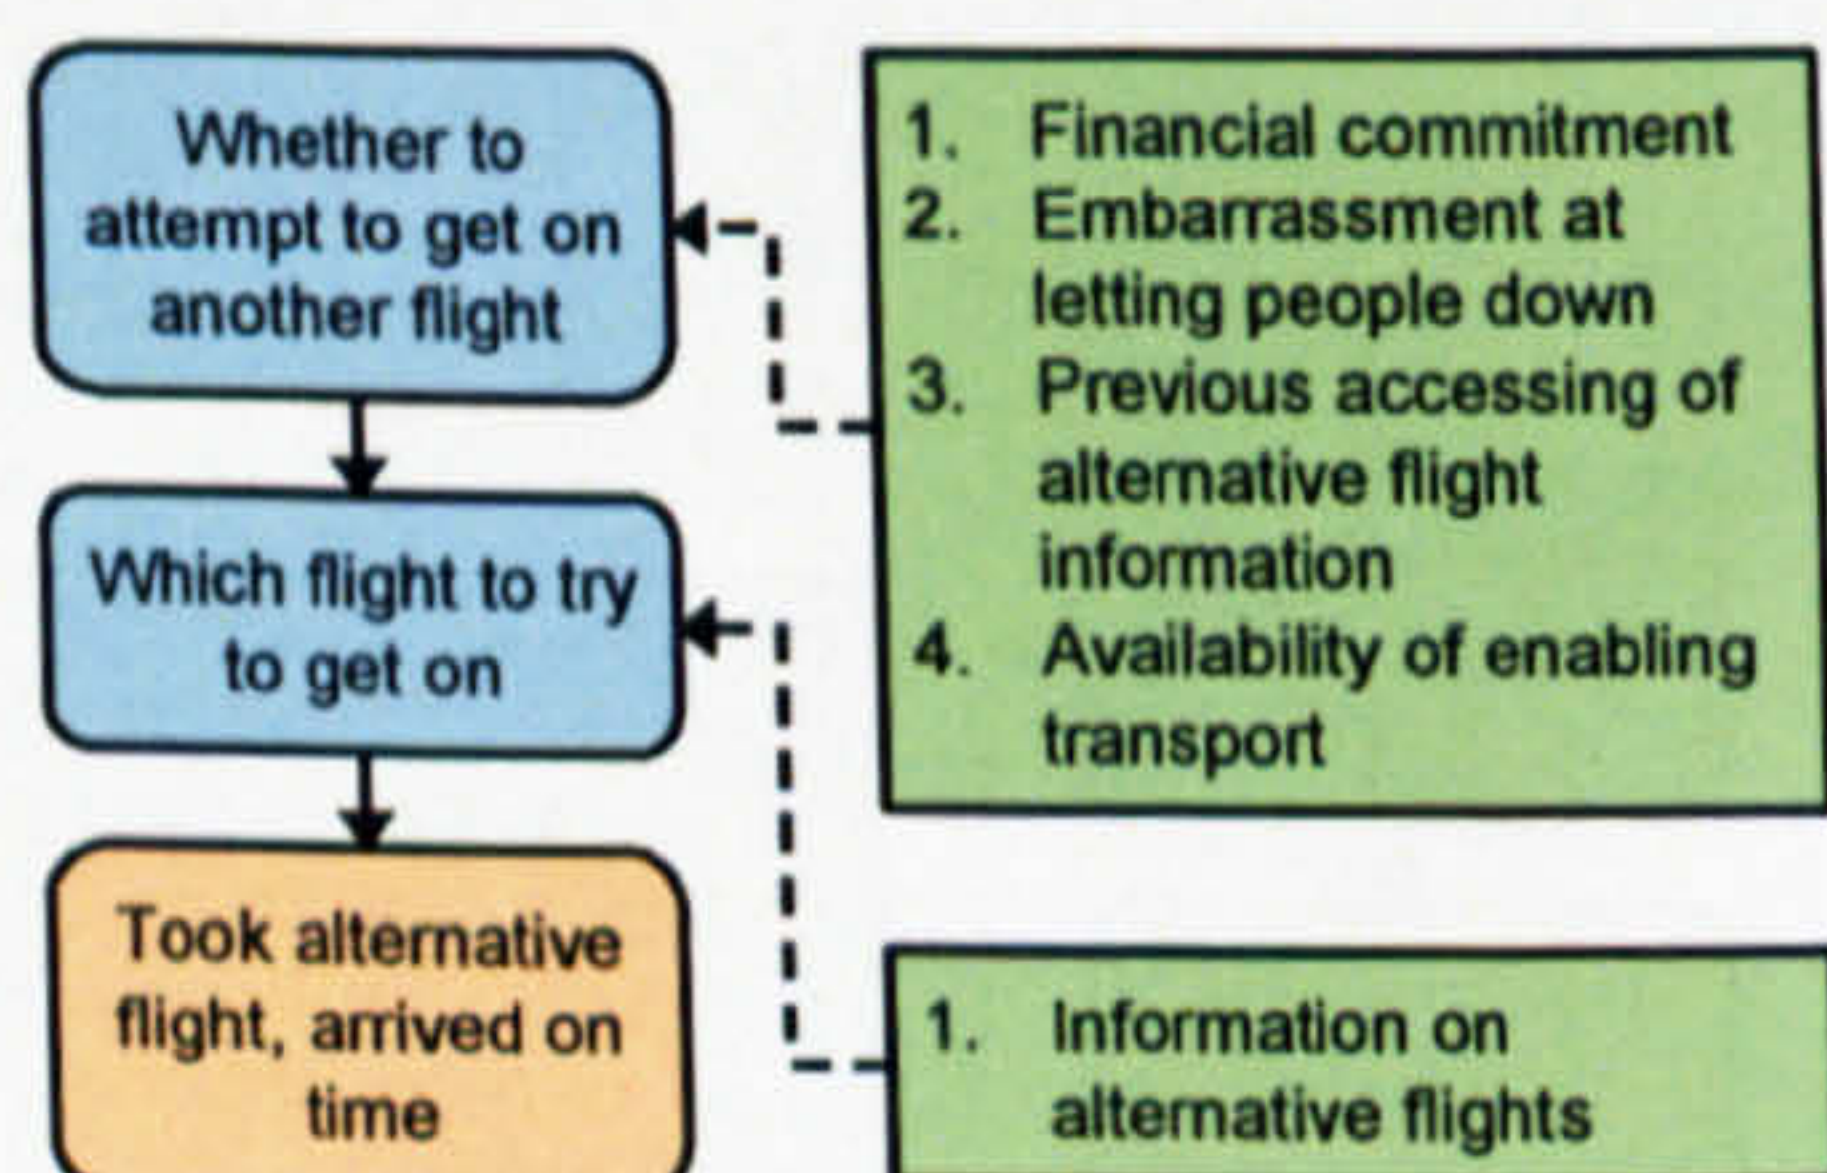 Whether to
attempt to get on
another flight
Which flight to try
to get on
Took alternative
flight, arrived on
time
1. Financial commitment
2. Embarrassment at
letting people down
3. Previous accessing of
alternative flight
information
4. Availability of enabling
transport
1. Information on
alternative flights